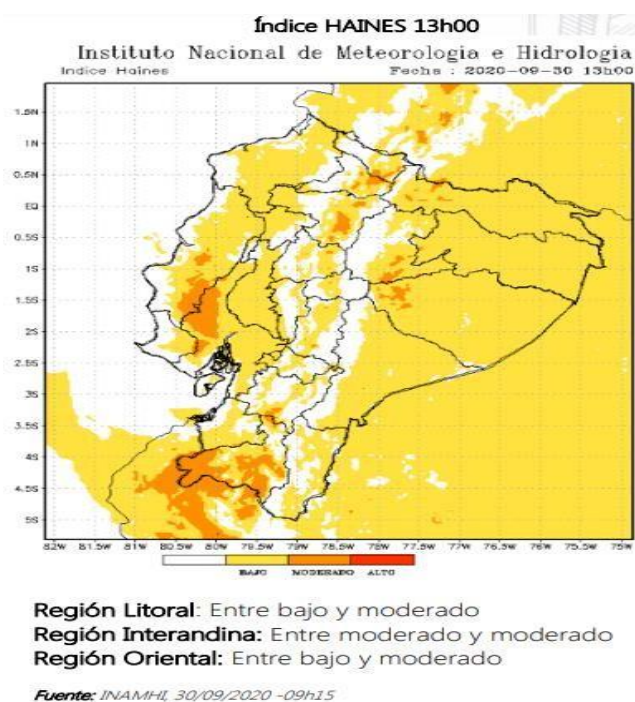 Índice HAINES 13h00
Instituto Nacional de Meteorologia e Hidrologia
Indice Haines Fecha : 2020-09-30 13h00
1.5N
1N
0.5N
EQ
0.5S
1S
1.5S
2S
2.5S
3S
3.5S
4S
4.5S
5S
82W 81.5W 81W 80.5W 80W 79.5W 79W 78.5W 78W 77.5W 77W 76.5W 76W 75.5W 75W
BAJO MODERADO ALTO
Región Litoral: Entre bajo y moderado
Región Interandina: Entre moderado y moderado
Región Oriental: Entre bajo y moderado
Fuente: INAMHI, 30/09/2020 -09h15